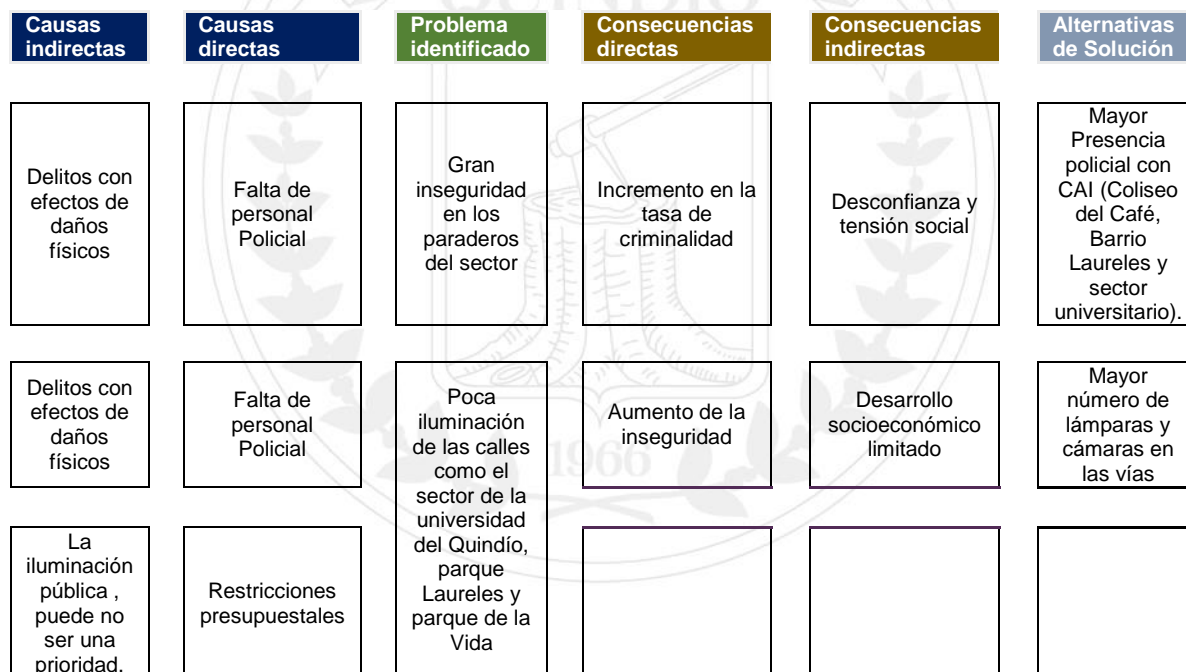 Causas
indirectas
Causas
directas
Problema
identificado
Consecuencias
directas
Consecuencias
indirectas
Alternativas
de Solución
Delitos con
efectos de
daños
físicos
Falta de
personal
Policial
Gran
inseguridad
en los
paraderos
del sector
Incremento en la
tasa de
criminalidad
Desconfianza y
tensión social
Mayor
Presencia
policial con
CAI (Coliseo
del Café,
Barrio
Laureles y
sector
universitario).
Delitos con
efectos de
daños
físicos
Falta de
personal
Policial
Poca
iluminación
de las calles
como el
sector de la
universidad
del Quindío,
parque
Laureles y
parque de la
Vida
Aumento de la
inseguridad
Desarrollo
socioeconómico
limitado
Mayor
número de
lámparas y
cámaras en
las vías
La
iluminación
pública ,
puede no
ser una
prioridad.
Restricciones
presupuestales
QUINDÍO
1966